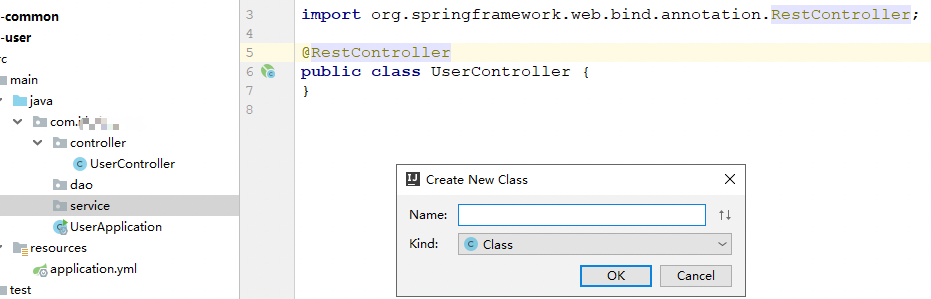 -common
-user
rc
main
java
com.
controller
UserController
dao
service
UserApplication
resources
application.yml
test
3 import org.springframework.web.bind.annotation.RestController;
4
5 @RestController
6 public class UserController {
7 }
8
Create New Class
Name:
Kind: Class
OK Cancel